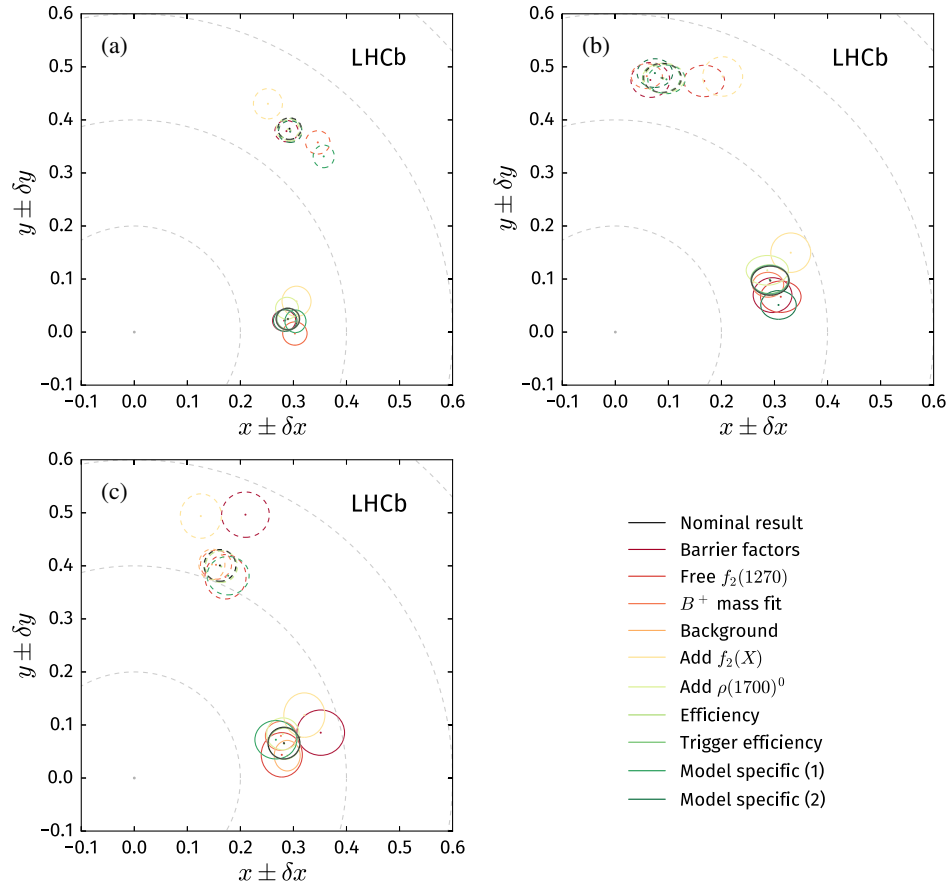 0.6
0.5
0.4
0.3
0.2
0.1
0.0
−0.1
y ± δy
(a)
LHCb
−0.1 0.0 0.1 0.2 0.3 0.4 0.5 0.6
x ± δx
0.6
0.5
0.4
0.3
0.2
0.1
0.0
−0.1
y ± δy
(b)
LHCb
−0.1 0.0 0.1 0.2 0.3 0.4 0.5 0.6
x ± δx
0.6
0.5
0.4
0.3
0.2
0.1
0.0
−0.1
y ± δy
(c)
LHCb
−0.1 0.0 0.1 0.2 0.3 0.4 0.5 0.6
x ± δx
Nominal result
Barrier factors
Free f₂(1270)
B⁺ mass fit
Background
Add f₂(X)
Add ρ(1700)⁰
Efficiency
Trigger efficiency
Model specific (1)
Model specific (2)